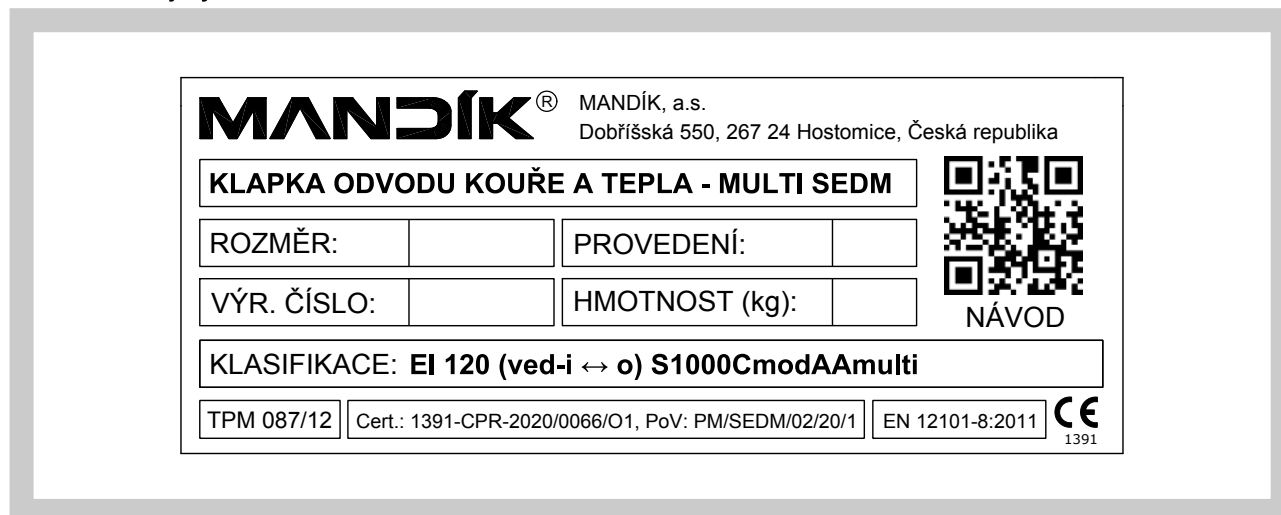 MANDÍK®
MANDÍK, a.s.
Dobříšská 550, 267 24 Hostomice, Česká republika
KLAPKA ODVODU KOUŘE A TEPLA - MULTI SEDM
ROZMĚR: PROVEDENÍ:
VÝR. ČÍSLO: HMOTNOST (kg):
NÁVOD
KLASIFIKACE: EI 120 (ved-i ↔ o) S1000CmodAAmulti
TPM 087/12 Cert.: 1391-CPR-2020/0066/O1, PoV: PM/SEDM/02/20/1 EN 12101-8:2011 CE
1391